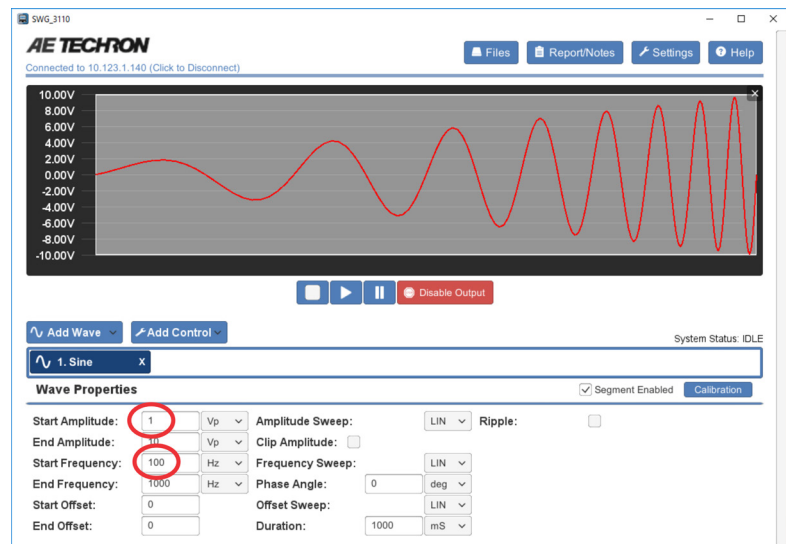 SWG_3110
AE TECHRON
Files Report/Notes Settings Help
Connected to 10.123.1.140 (Click to Disconnect)
10.00V
8.00V
6.00V
4.00V
2.00V
0.00V
-2.00V
-4.00V
-6.00V
-8.00V
-10.00V
Disable Output
Add Wave Add Control
System Status: IDLE
1. Sine X
Wave Properties Segment Enabled Calibration
Start Amplitude: 1 Vp Amplitude Sweep: LIN Ripple:
End Amplitude: 10 Vp Clip Amplitude:
Start Frequency: 100 Hz Frequency Sweep: LIN
End Frequency: 1000 Hz Phase Angle: 0 deg
Start Offset: 0 Offset Sweep: LIN
End Offset: 0 Duration: 1000 mS